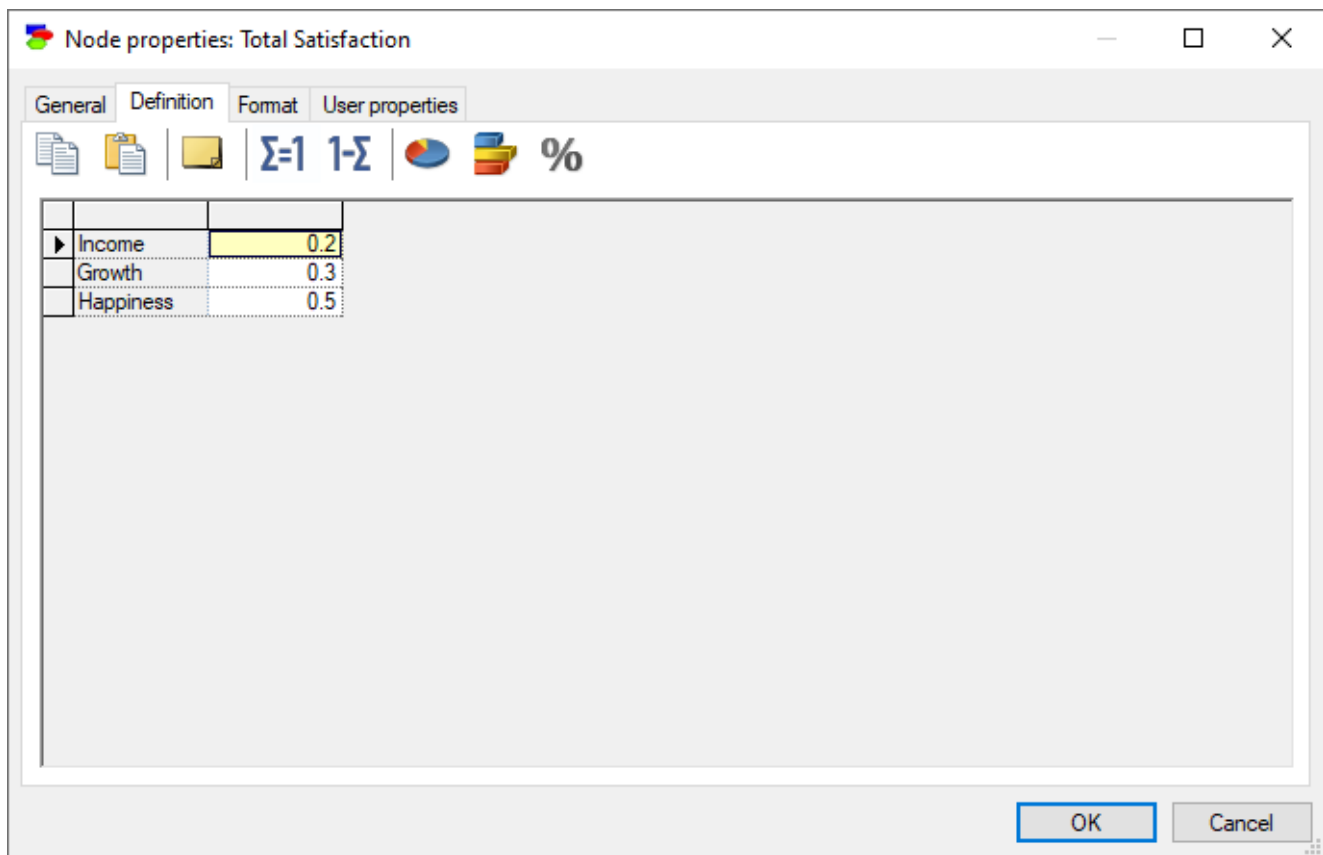 Node properties: Total Satisfaction
General Definition Format User properties
Σ=1 1-Σ %
Income 0.2
Growth 0.3
Happiness 0.5
OK Cancel